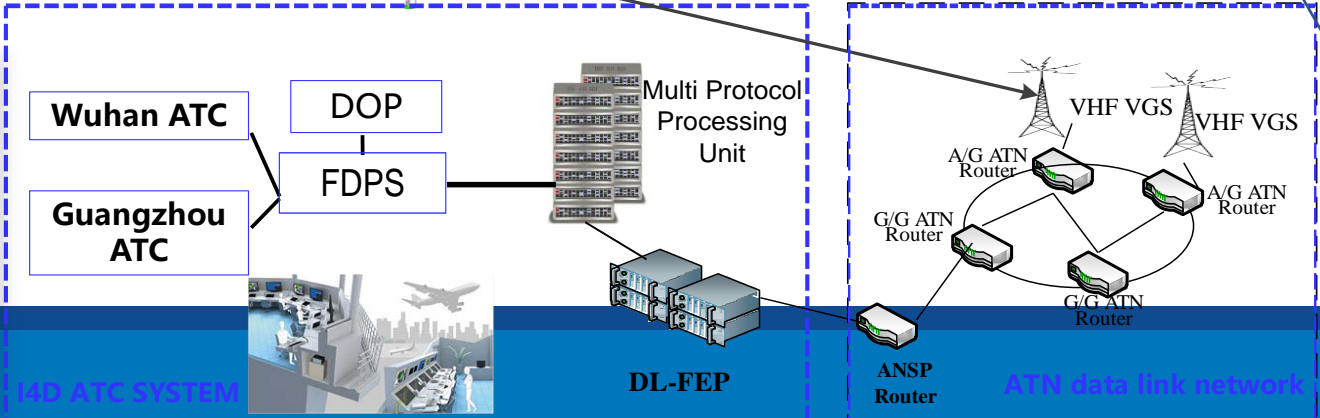 Wuhan ATC
DOP
FDPS
Guangzhou
ATC
Multi Protocol
Processing
Unit
VHF VGS
VHF VGS
A/G ATN
Router
A/G ATN
Router
G/G ATN
Router
G/G ATN
Router
I4D ATC SYSTEM
DL-FEP
ANSP
Router
ATN data link network